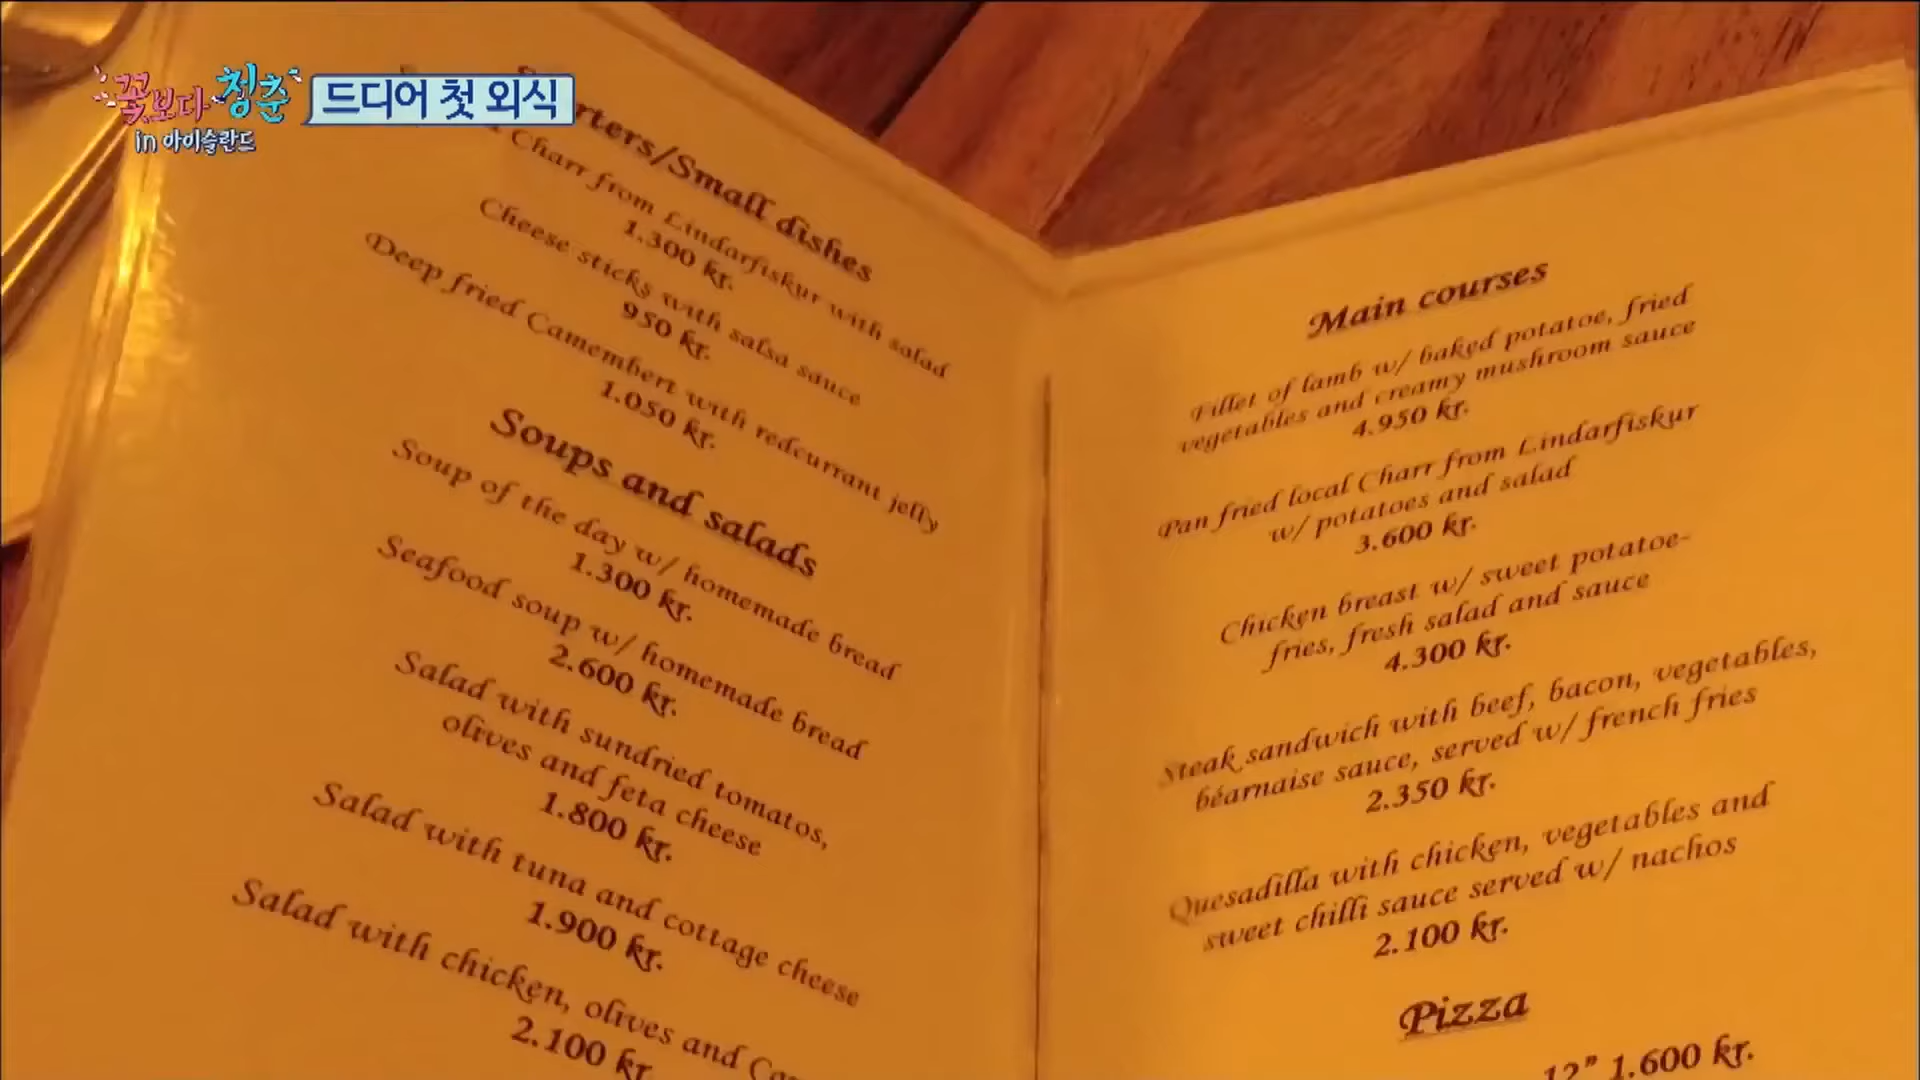 꽃보다 청춘
in 아이슬란드
드디어 첫 외식
rters/Small dishes
Charr from Lindarfiskur with salad
1.300 kr.
Cheese sticks with salsa sauce
950 kr.
Deep fried Camembert with redcurrant jelly
1.050 kr.
Soups and salads
Soup of the day w/ homemade bread
1.300 kr.
Seafood soup w/ homemade bread
2.600 kr.
Salad with sundried tomatos,
olives and feta cheese
1.800 kr.
Salad with tuna and cottage cheese
1.900 kr.
Salad with chicken, olives and
2.100 kr.
Main courses
Fillet of lamb w/ baked potatoe, fried
vegetables and creamy mushroom sauce
4.950 kr.
Pan fried local Charr from Lindarfiskur
w/ potatoes and salad
3.600 kr.
Chicken breast w/ sweet potatoe-
fries, fresh salad and sauce
4.300 kr.
Steak sandwich with beef, bacon, vegetables,
béarnaise sauce, served w/ french fries
2.350 kr.
Quesadilla with chicken, vegetables and
sweet chilli sauce served w/ nachos
2.100 kr.
Pizza
12” 1.600 kr.